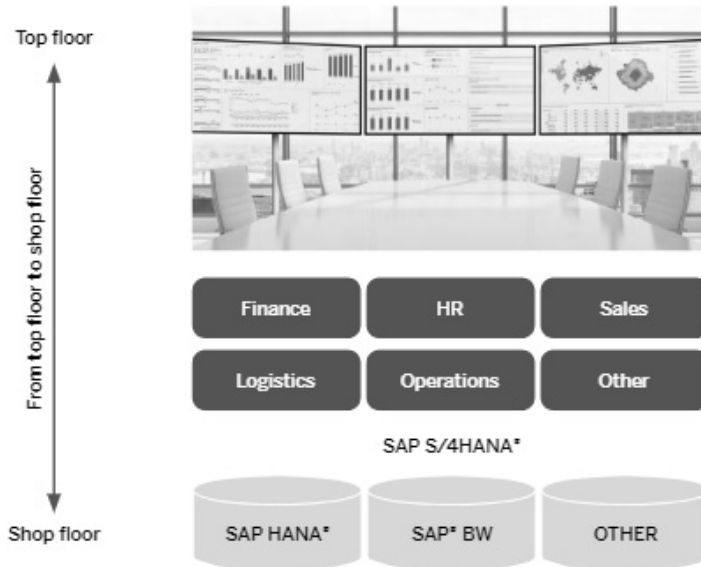 Top floor
From top floor to shop floor
Finance
HR
Sales
Logistics
Operations
Other
SAP S/4HANA®
SAP HANA®
SAP® BW
OTHER
Shop floor